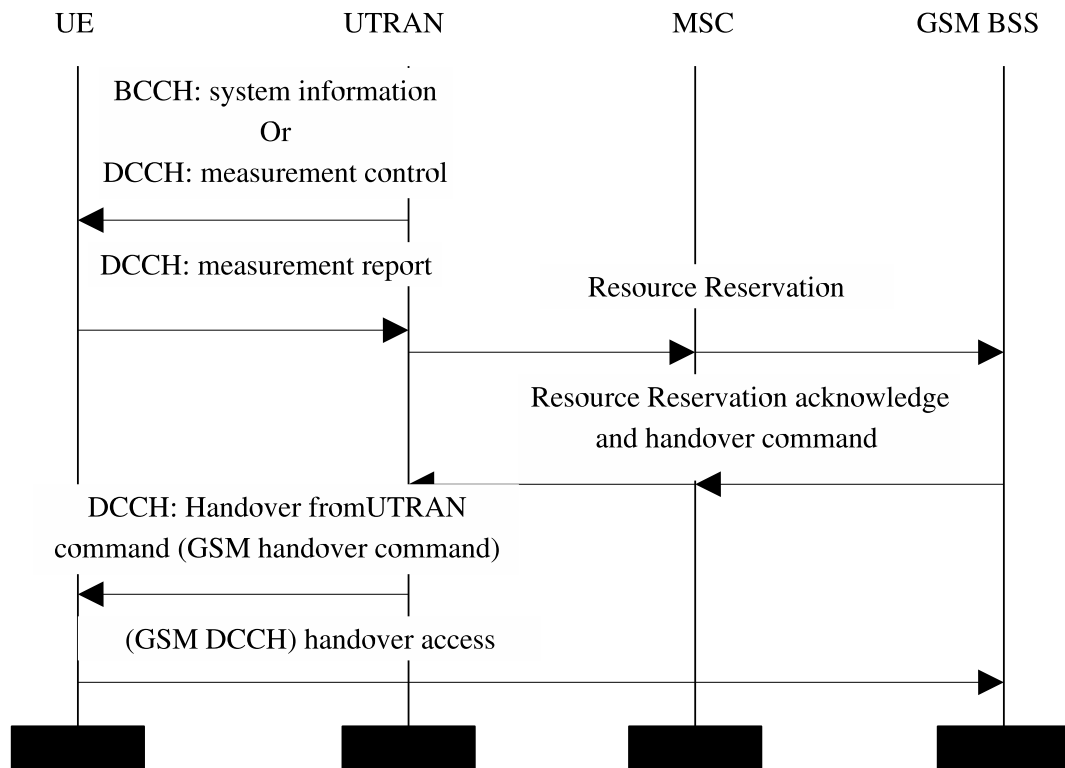 UE UTRAN MSC GSM BSS
BCCH: system information
Or
DCCH: measurement control
DCCH: measurement report
Resource Reservation
Resource Reservation acknowledge
and handover command
DCCH: Handover fromUTRAN
command (GSM handover command)
(GSM DCCH) handover access